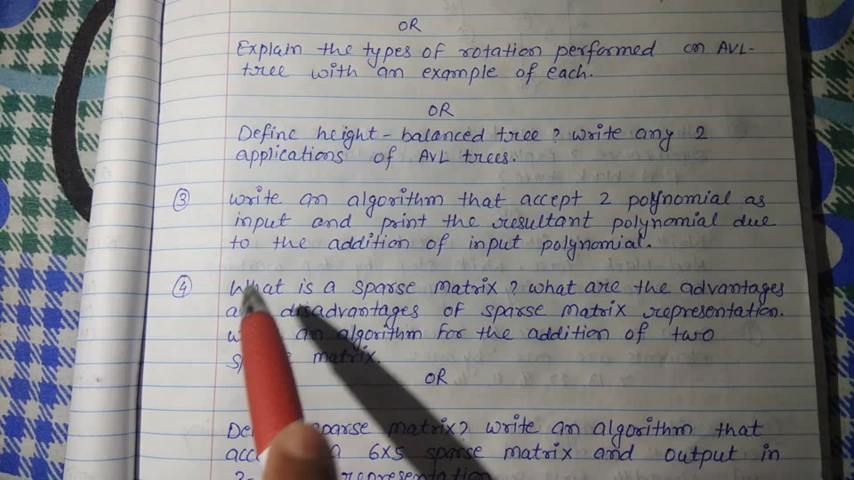 OR
Explain the types of rotation performed on AVL-
tree with an example of each.
OR
Define height-balanced tree? Write any 2
applications of AVL trees.
③ Write an algorithm that accept 2 polynomial as
input and print the resultant polynomial due
to the addition of input polynomial.
④ What is a sparse matrix? what are the advantages
disadvantages of sparse matrix representation.
an algorithm for the addition of two
matrix.
OR
sparse matrix? Write an algorithm that
a 6x5 sparse matrix and output in
representation